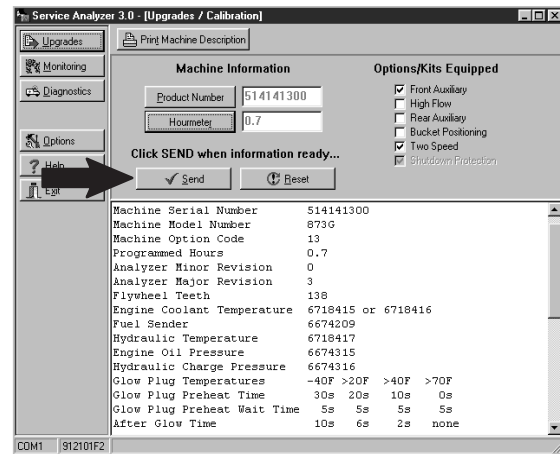 Service Analyzer 3.0 - [Upgrades / Calibration]
Upgrades
Monitoring
Diagnostics
Options
Help
Exit
Print Machine Description
Machine Information
Product Number 514141300
Hourmeter 0.7
Click SEND when information ready...
Send Reset
Options/Kits Equipped
Front Auxiliary
High Flow
Rear Auxiliary
Bucket Positioning
Two Speed
Shutdown Protection
Machine Serial Number 514141300
Machine Model Number 873G
Machine Option Code 13
Programmed Hours 0.7
Analyzer Minor Revision 0
Analyzer Major Revision 3
Flywheel Teeth 138
Engine Coolant Temperature 6718415 or 6718416
Fuel Sender 6674209
Hydraulic Temperature 6718417
Engine Oil Pressure 6674315
Hydraulic Charge Pressure 6674316
Glow Plug Temperatures -40F >20F >40F >70F
Glow Plug Preheat Time 30s 20s 10s 0s
Glow Plug Preheat Wait Time 5s 5s 5s 5s
After Glow Time 10s 6s 2s none
COM1 912101F2